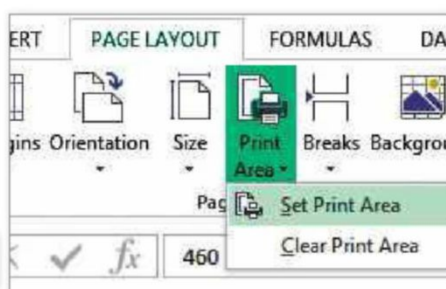 ERT PAGE LAYOUT FORMULAS DA
gins Orientation Size Print Area Breaks Backgrou
Pag
Set Print Area
Clear Print Area
fx 460